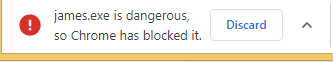 james.exe is dangerous,
so Chrome has blocked it.
Discard